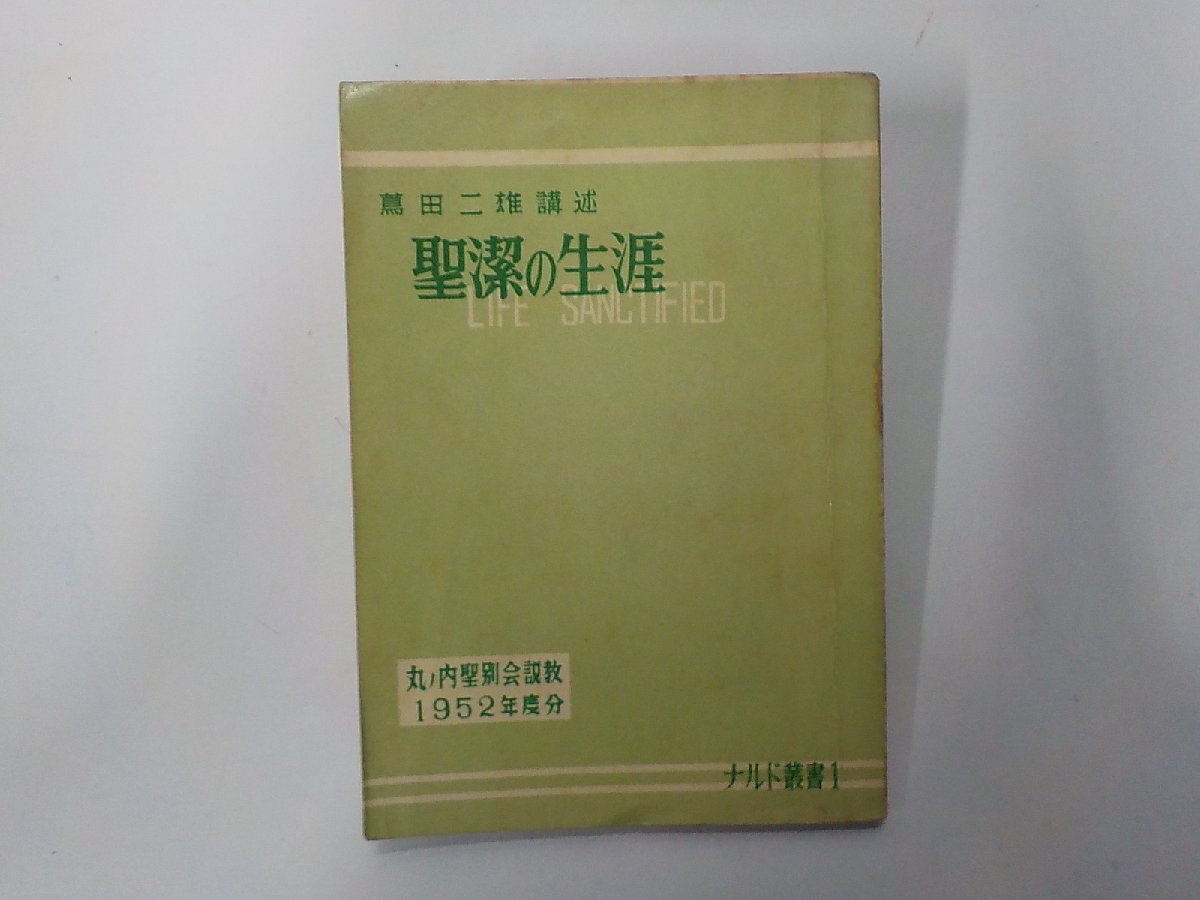 蔦田二雄講述
聖潔の生涯
LIFE SANCTIFIED
丸ノ内聖別会説教
1952年度分
ナルド叢書1